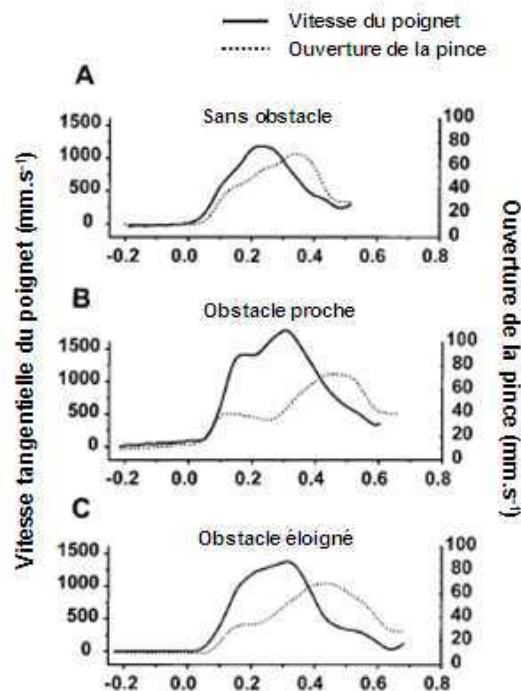 Vitesse du poignet
Ouverture de la pince
A
Sans obstacle
1500
1000
500
0
100
80
60
40
20
0
-0.2 0.0 0.2 0.4 0.6 0.8
B
Obstacle proche
1500
1000
500
0
100
80
60
40
20
0
-0.2 0.0 0.2 0.4 0.6 0.8
C
Obstacle éloigné
1500
1000
500
0
100
80
60
40
20
0
-0.2 0.0 0.2 0.4 0.6 0.8
Vitesse tangentielle du poignet (mm.s⁻¹)
Ouverture de la pince (mm.s⁻¹)